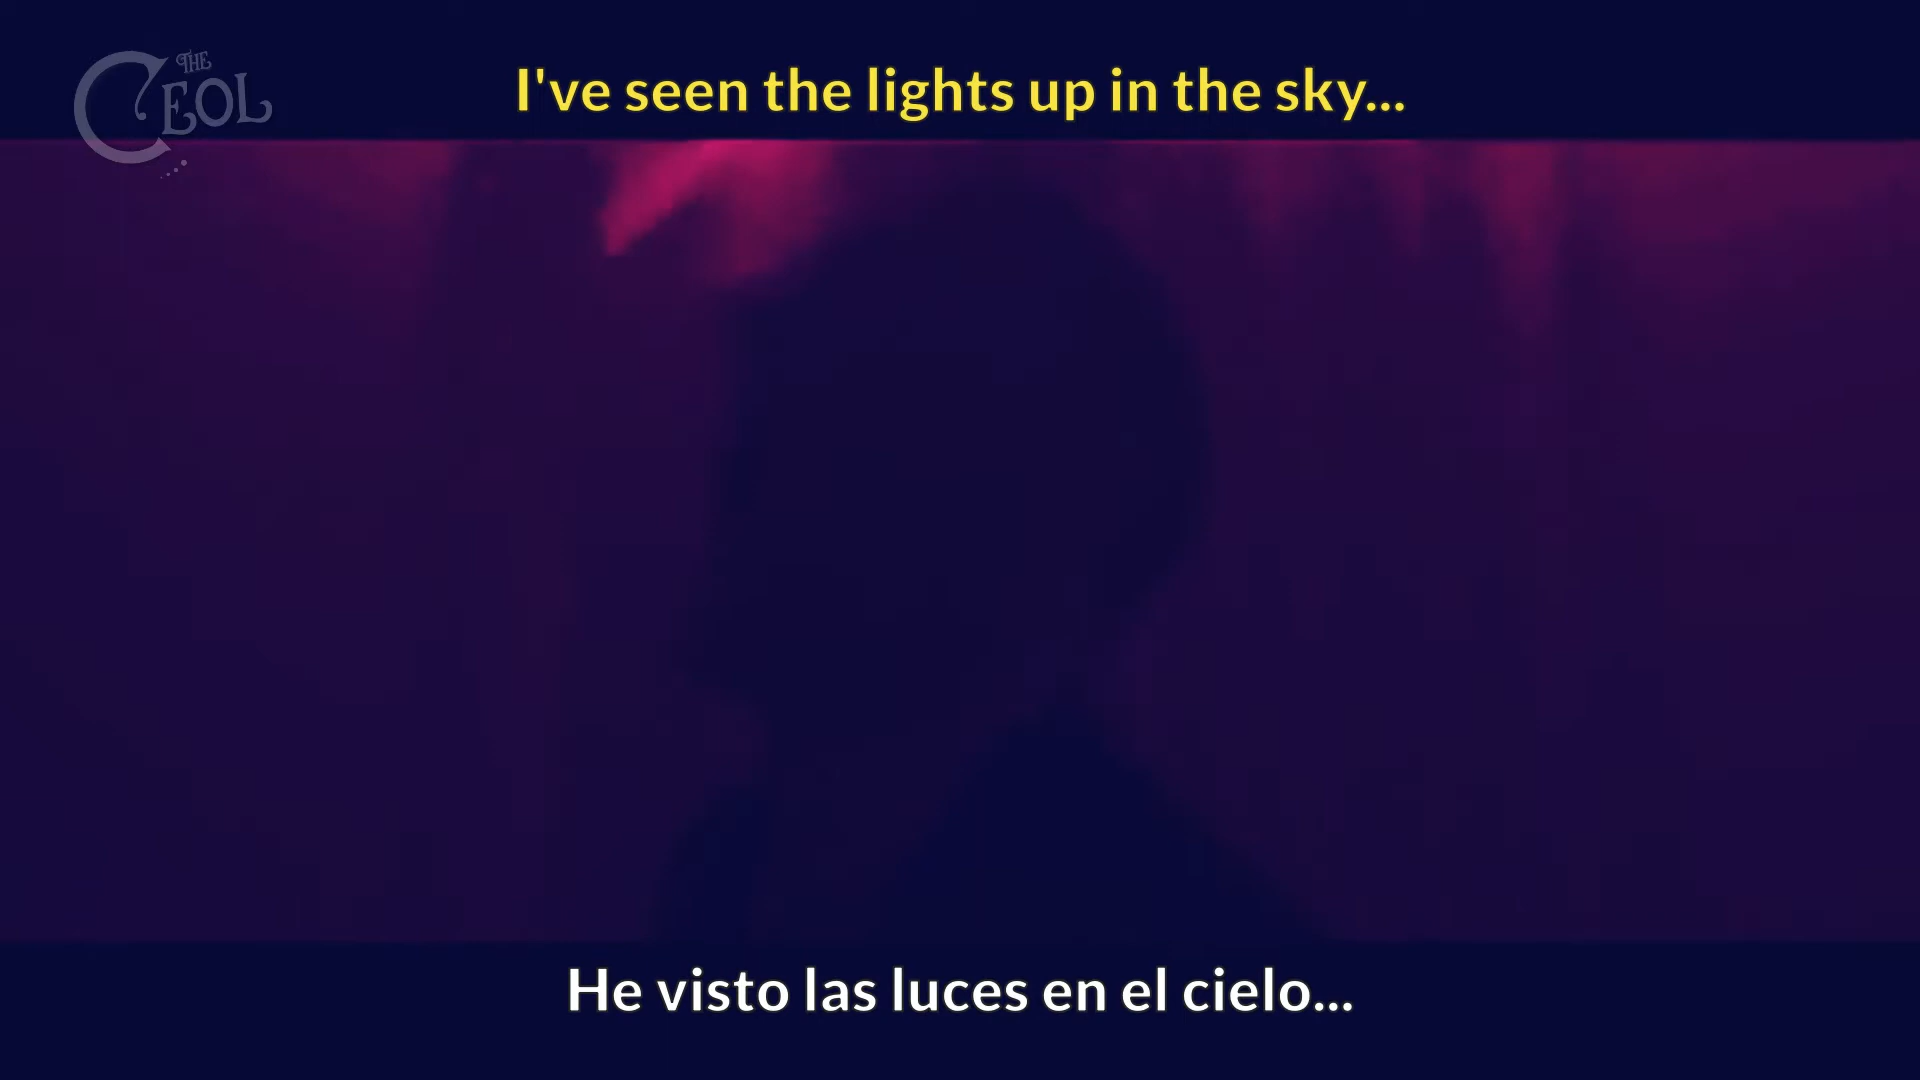 THE
CEOL
I've seen the lights up in the sky...
He visto las luces en el cielo...